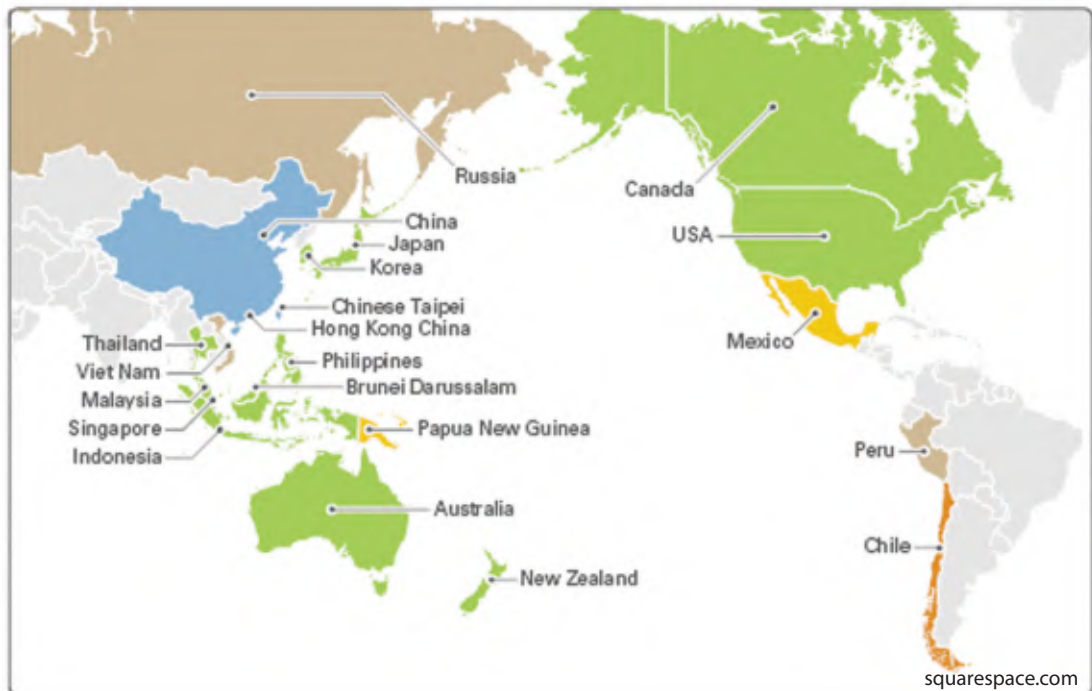 Russia
Canada
China
USA
Japan
Korea
Chinese Taipei
Hong Kong China
Thailand
Mexico
Philippines
Viet Nam
Brunei Darussalam
Malaysia
Singapore
Papua New Guinea
Peru
Indonesia
Australia
Chile
New Zealand
squarespace.com